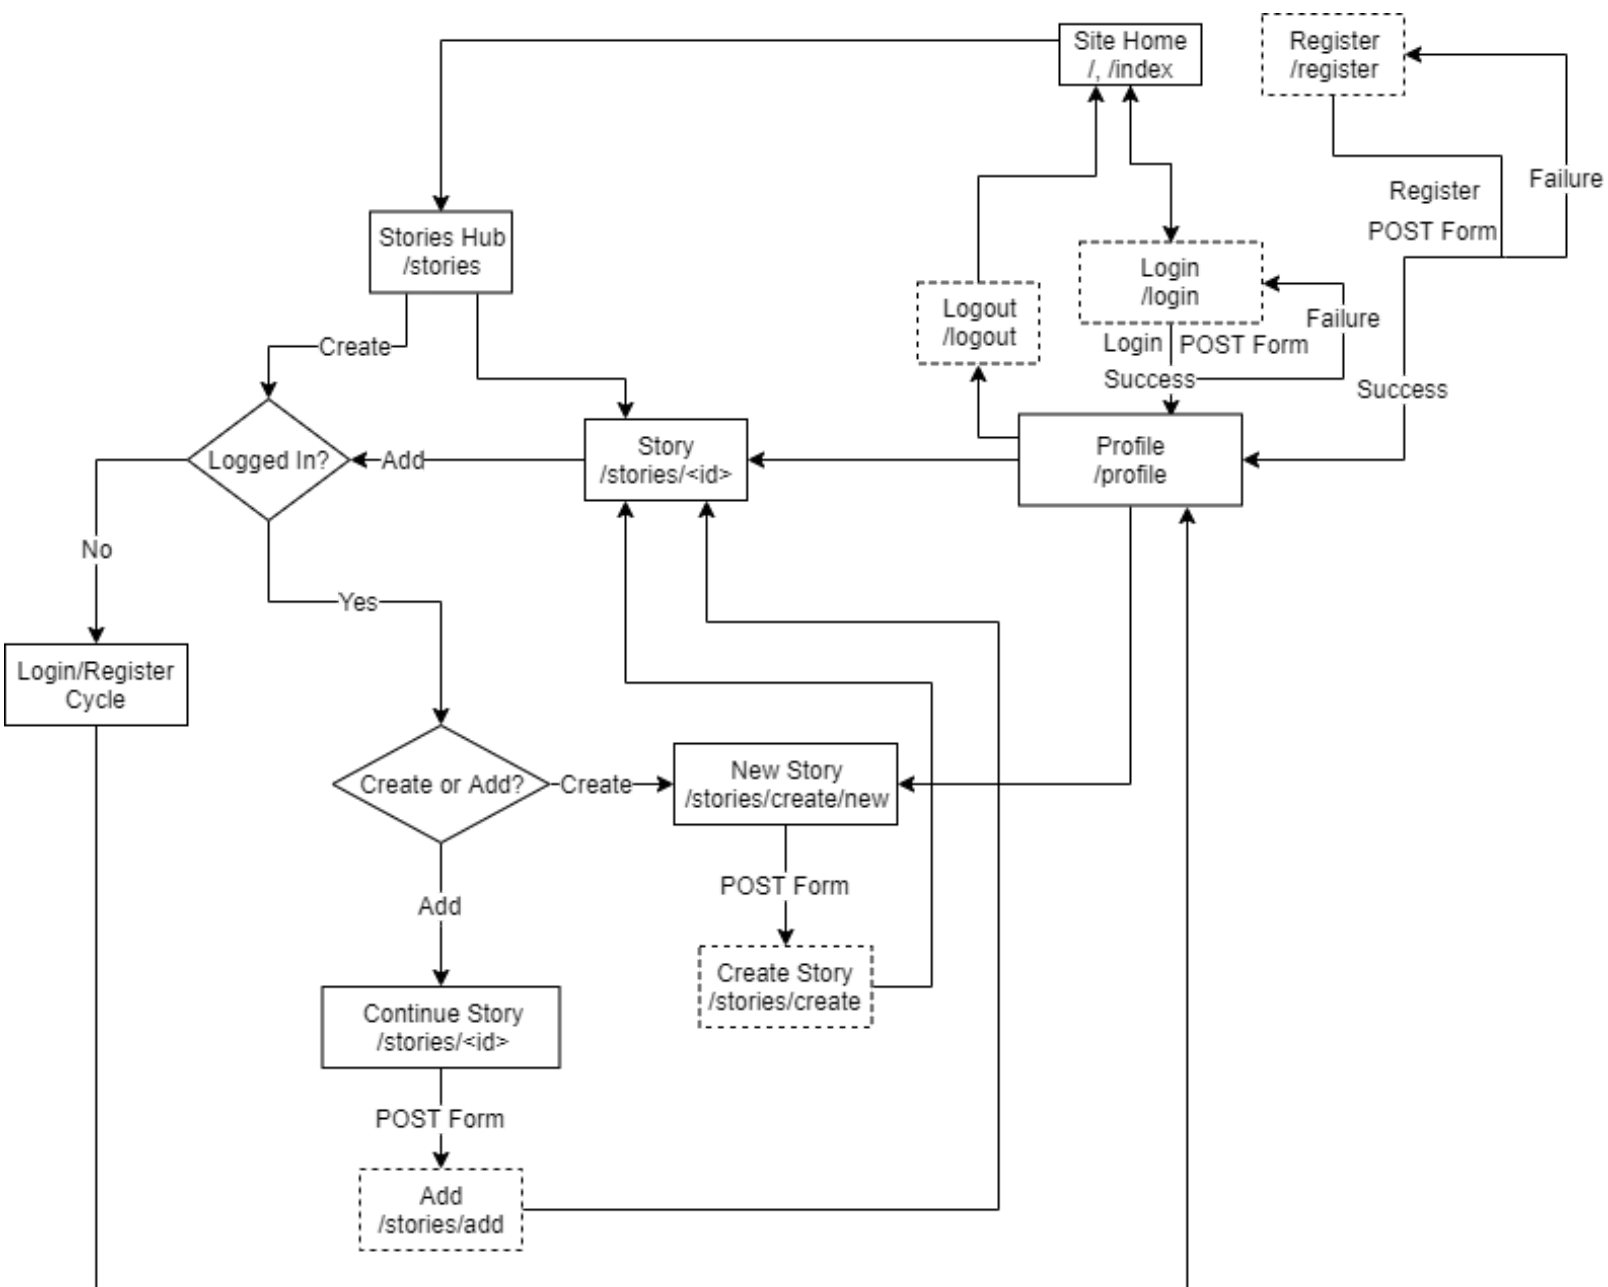 Site Home
/, /index
Register
/register
Failure
Register
POST Form
Stories Hub
/stories
Login
/login
Logout
/logout
Failure
Login
POST Form
Create
Success
Success
Logged In?
Add
Story
/stories/<id>
Profile
/profile
No
Yes
Login/Register
Cycle
Create or Add?
Create
New Story
/stories/create/new
POST Form
Add
Create Story
/stories/create
Continue Story
/stories/<id>
POST Form
Add
/stories/add